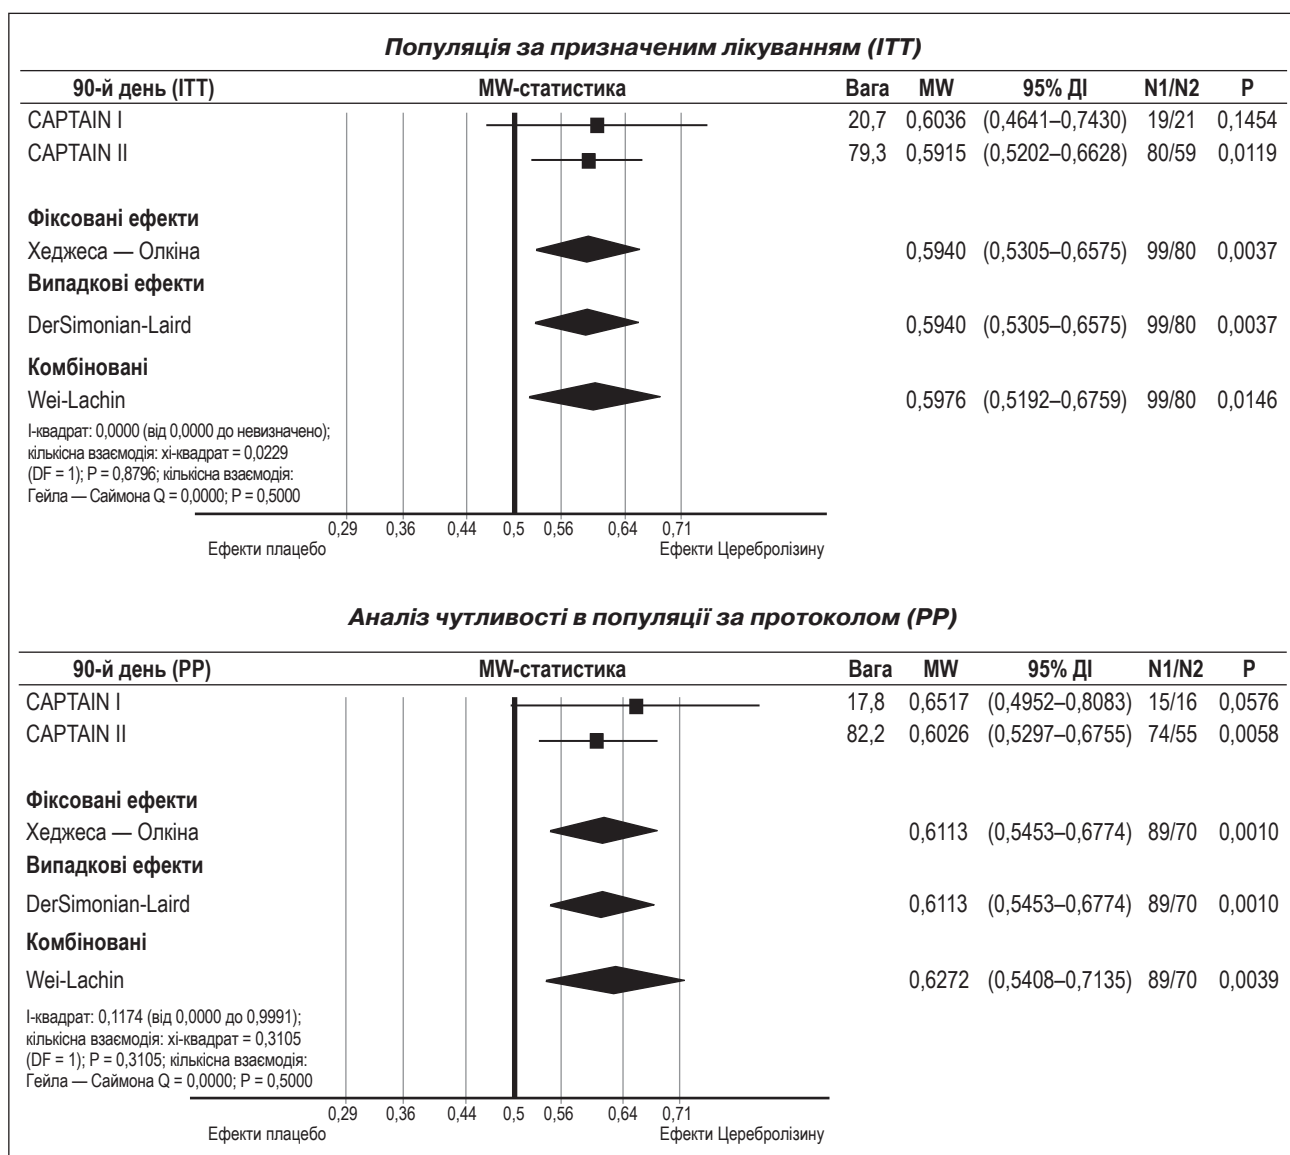 Популяція за призначеним лікуванням (ITT)
90-й день (ITT) MW-статистика Вага MW 95% ДІ N1/N2 P
CAPTAIN I 20,7 0,6036 (0,4641–0,7430) 19/21 0,1454
CAPTAIN II 79,3 0,5915 (0,5202–0,6628) 80/59 0,0119
Фіксовані ефекти
Хеджеса — Олкіна 0,5940 (0,5305–0,6575) 99/80 0,0037
Випадкові ефекти
DerSimonian-Laird 0,5940 (0,5305–0,6575) 99/80 0,0037
Комбіновані
Wei-Lachin 0,5976 (0,5192–0,6759) 99/80 0,0146
I-квадрат: 0,0000 (від 0,0000 до невизначено);
кількісна взаємодія: хі-квадрат = 0,0229
(DF = 1); P = 0,8796; кількісна взаємодія:
Гейла — Саймона Q = 0,0000; P = 0,5000
0,29 0,36 0,44 0,5 0,56 0,64 0,71
Ефекти плацебо Ефекти Церебролізину
Аналіз чутливості в популяції за протоколом (PP)
90-й день (PP) MW-статистика Вага MW 95% ДІ N1/N2 P
CAPTAIN I 17,8 0,6517 (0,4952–0,8083) 15/16 0,0576
CAPTAIN II 82,2 0,6026 (0,5297–0,6755) 74/55 0,0058
Фіксовані ефекти
Хеджеса — Олкіна 0,6113 (0,5453–0,6774) 89/70 0,0010
Випадкові ефекти
DerSimonian-Laird 0,6113 (0,5453–0,6774) 89/70 0,0010
Комбіновані
Wei-Lachin 0,6272 (0,5408–0,7135) 89/70 0,0039
I-квадрат: 0,1174 (від 0,0000 до 0,9991);
кількісна взаємодія: хі-квадрат = 0,3105
(DF = 1); P = 0,3105; кількісна взаємодія:
Гейла — Саймона Q = 0,0000; P = 0,5000
0,29 0,36 0,44 0,5 0,56 0,64 0,71
Ефекти плацебо Ефекти Церебролізину